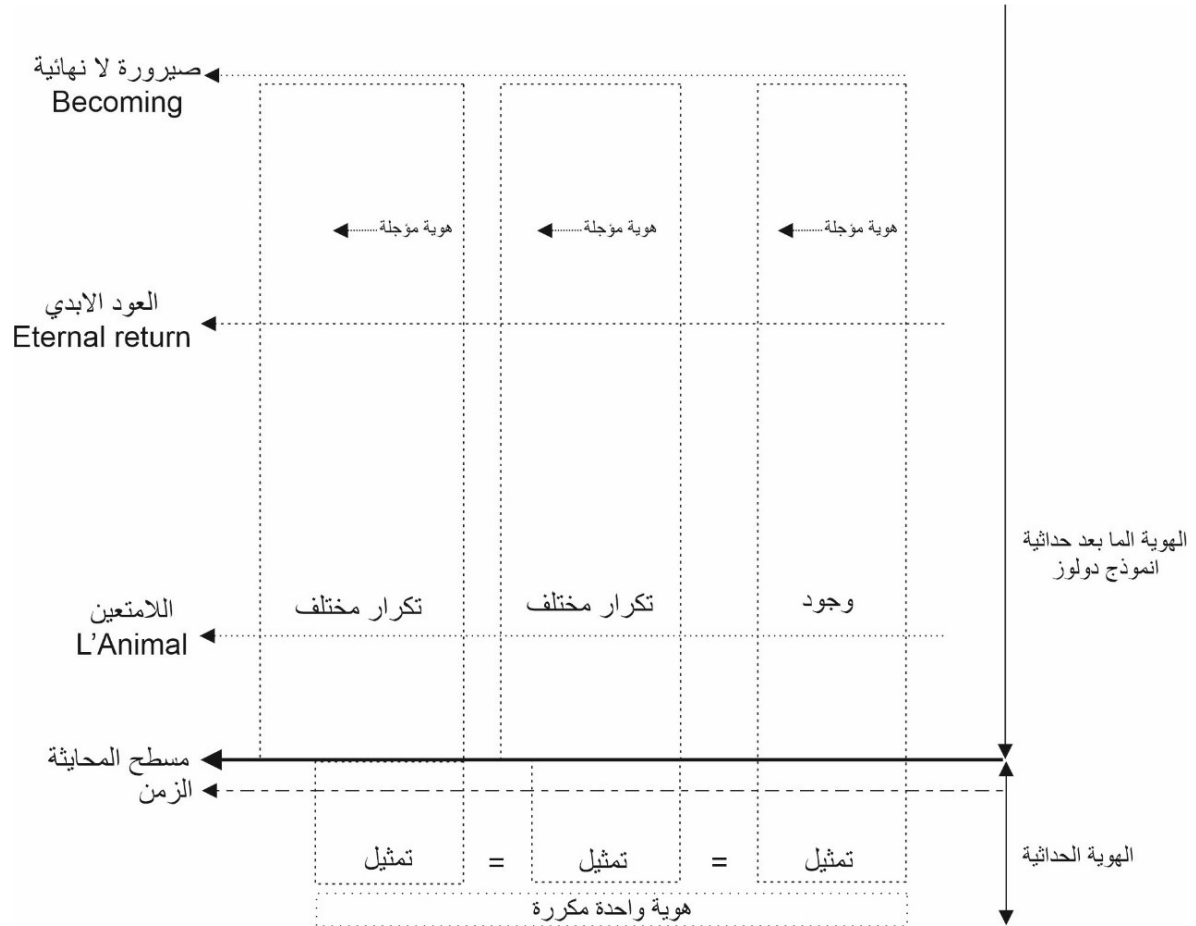 صيرورة لا نهائية
Becoming
هوية مؤجلة
هوية مؤجلة
هوية مؤجلة
العود الابدي
Eternal return
الهوية الما بعد حداثية
انموذج دولوز
وجود
تكرار مختلف
تكرار مختلف
اللامتعين
L’Animal
مسطح المحايثة
الزمن
الهوية الحداثية
تمثيل = تمثيل = تمثيل
هوية واحدة مكررة